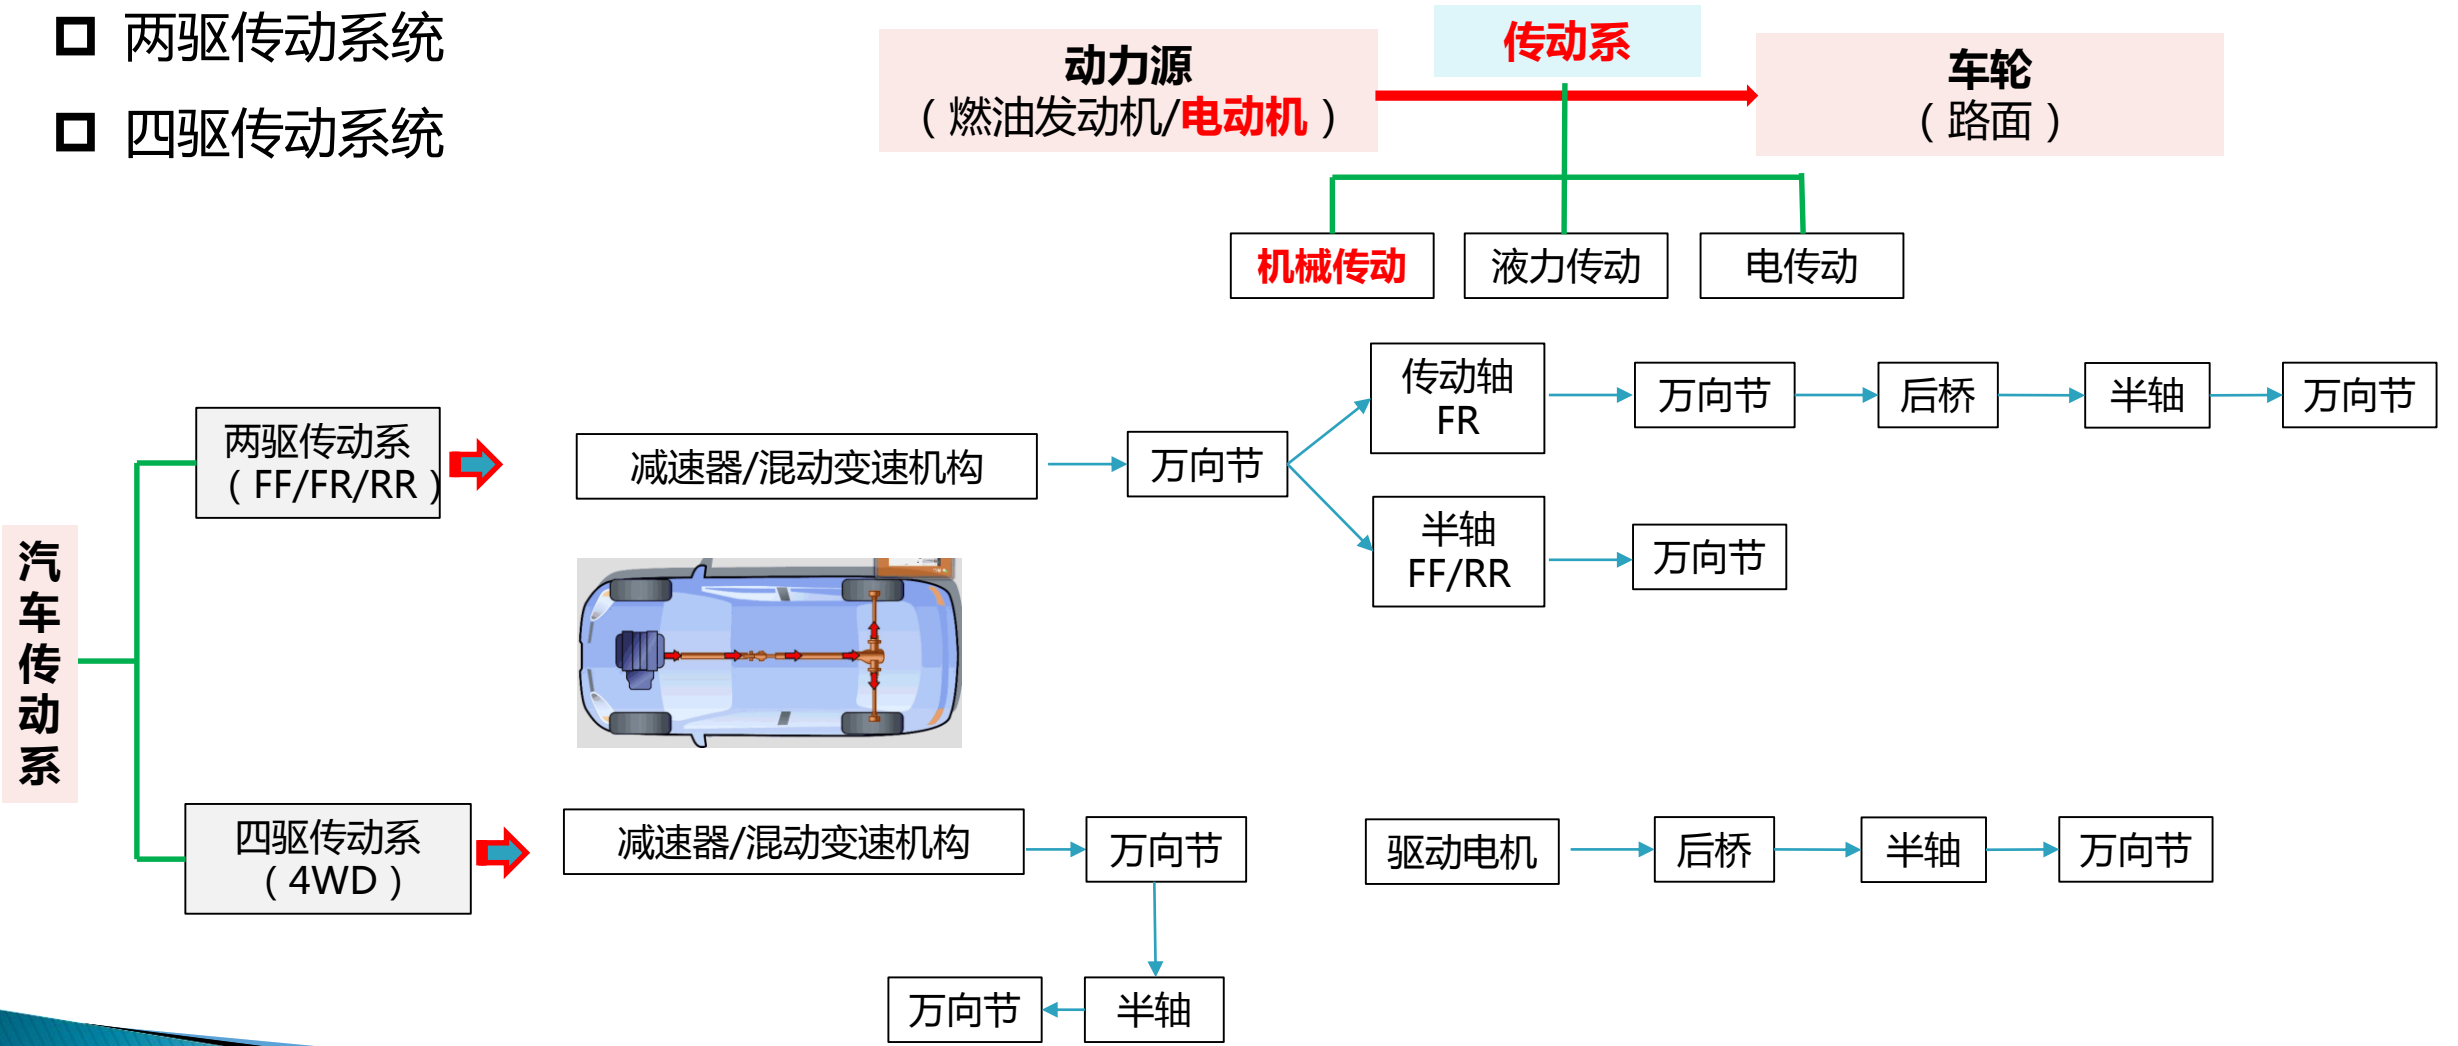 两驱传动系统
四驱传动系统
传动系
动力源
（燃油发动机/电动机）
车轮
（路面）
机械传动
液力传动
电传动
汽车传动系
两驱传动系
（FF/FR/RR）
减速器/混动变速机构
万向节
传动轴
FR
万向节
后桥
半轴
万向节
半轴
FF/RR
万向节
四驱传动系
（4WD）
减速器/混动变速机构
万向节
半轴
万向节
驱动电机
后桥
半轴
万向节